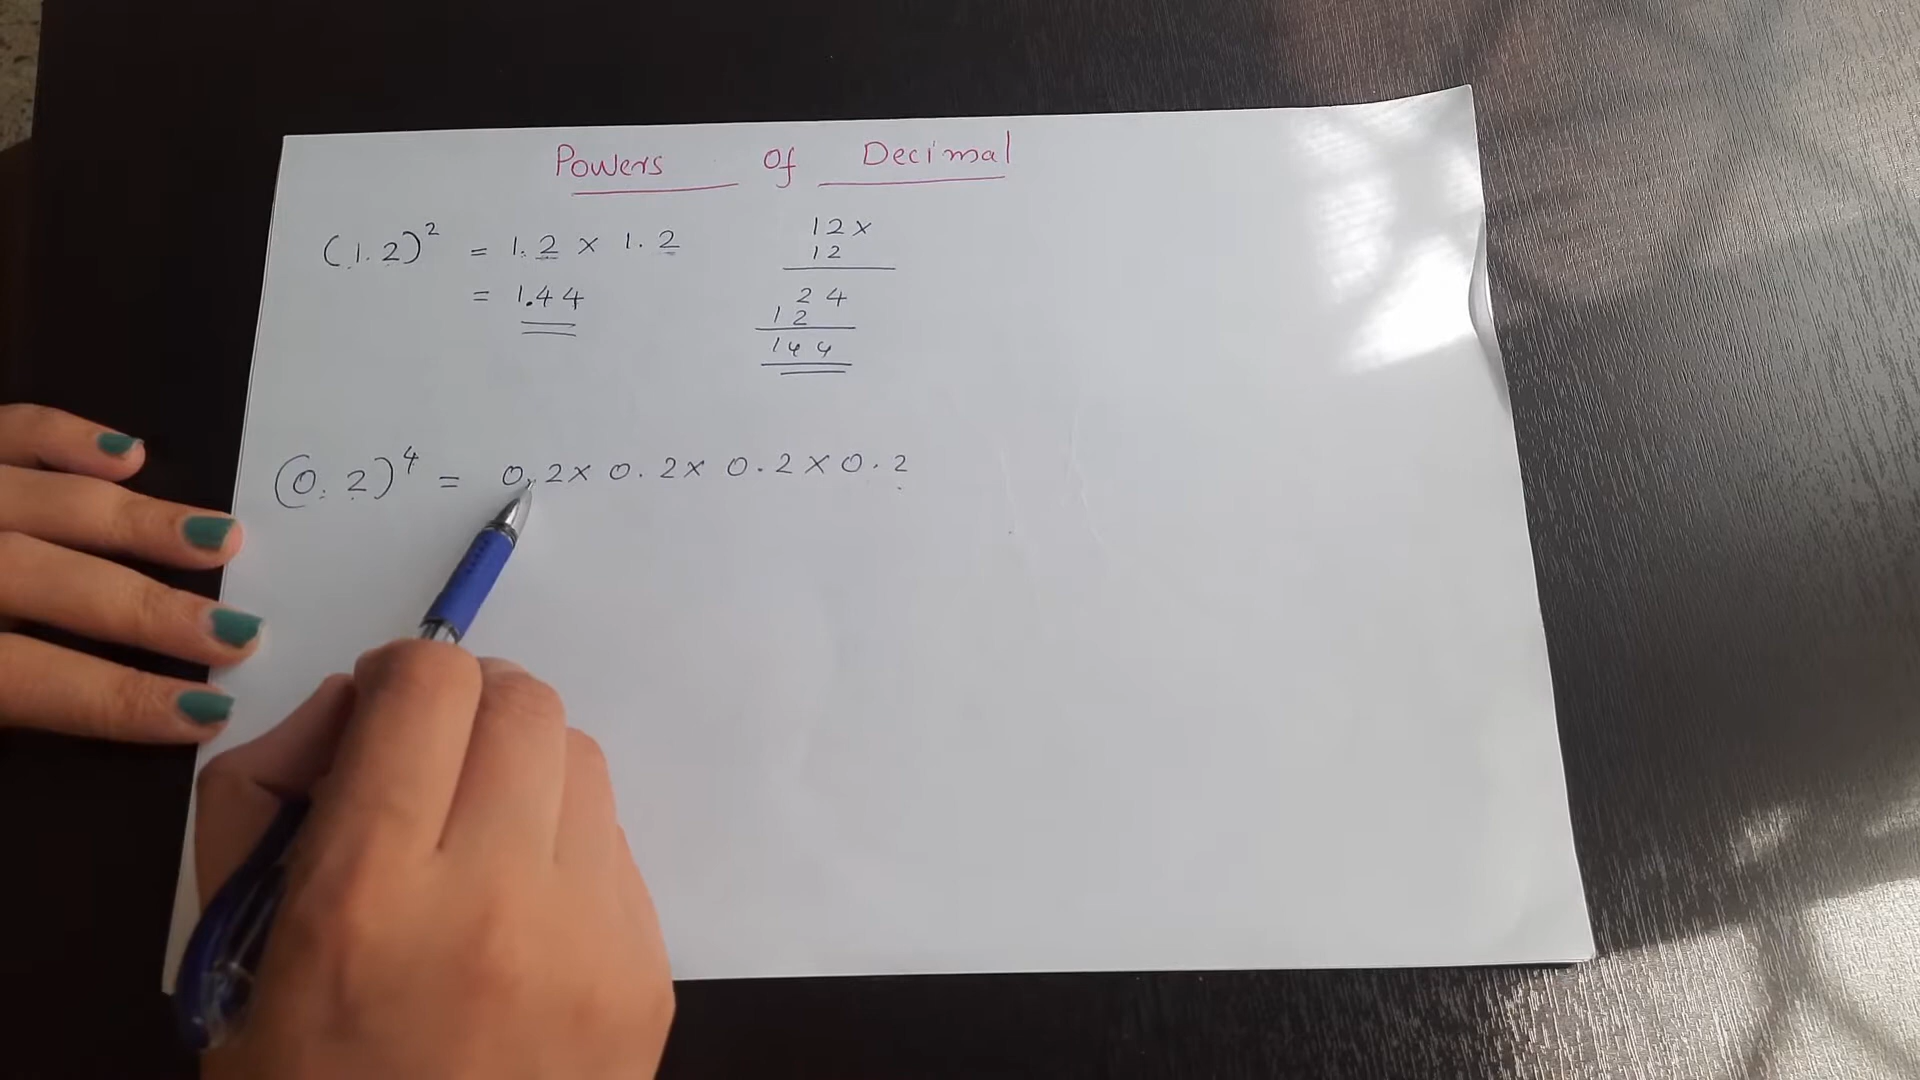 Powers of Decimal
(1.2)² = 1.2 × 1.2
= 1.44
12×
12
24
12
144
(0.2)⁴ = 0.2× 0.2× 0.2×0.2